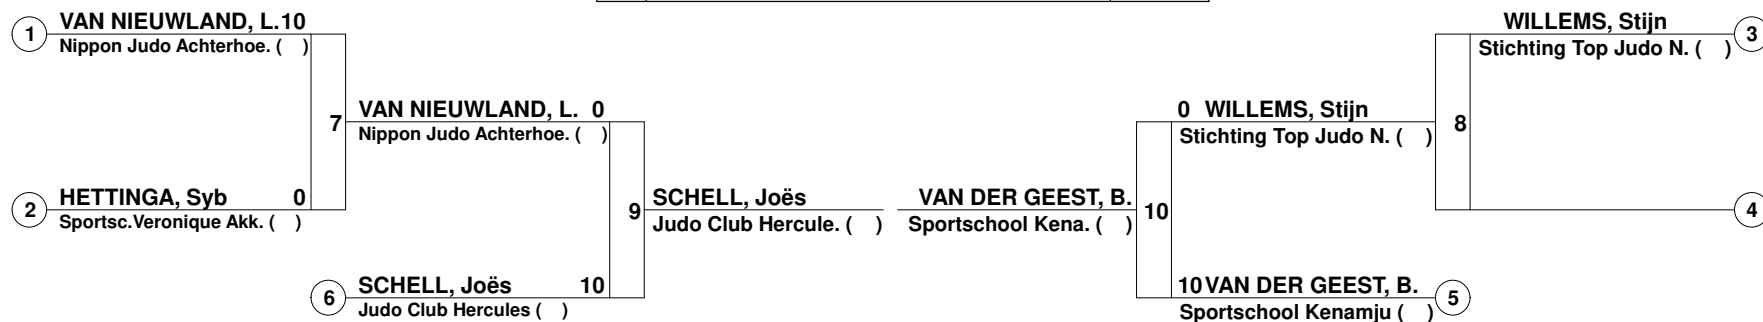 1 VAN NIEUWLAND, L. 10
Nippon Judo Achterhoe. ( )
7
2 HETTINGA, Syb 0
Sportsc.Veronique Akk. ( )
VAN NIEUWLAND, L. 0
Nippon Judo Achterhoe. ( )
9
6 SCHELL, Joës 10
Judo Club Hercules ( )
SCHELL, Joës
Judo Club Hercule. ( )
VAN DER GEEST, B.
Sportschool Kena. ( )
10
0 WILLEMS, Stijn
Stichting Top Judo N. ( )
10 VAN DER GEEST, B. 5
Sportschool Kenamju ( )
8
WILLEMS, Stijn 3
Stichting Top Judo N. ( )
4